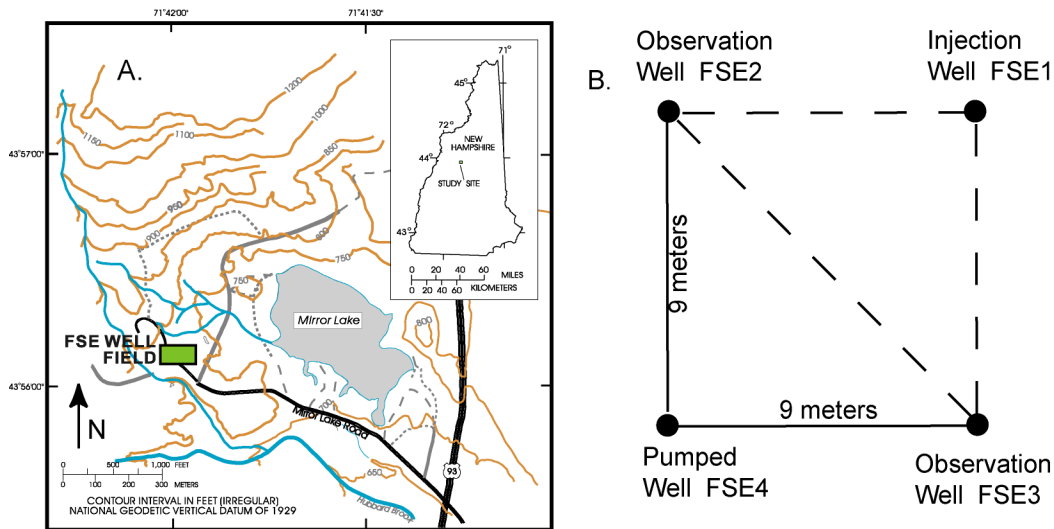 71°42'00"
71°41'30"
A.
1200
1000
1150
1100
850
43°57'00"
950
900
800
750
750
Mirror Lake
800
FSE WELL
FIELD
43°56'00"
700
Mirror Lake Road
N
650
93
Hubbard Brook
0 500 1,000 FEET
0 100 200 300 METERS
CONTOUR INTERVAL IN FEET (IRREGULAR)
NATIONAL GEODETIC VERTICAL DATUM OF 1929
71°
45°
72°
NEW
HAMPSHIRE
44°
STUDY SITE
43°
0 20 40 60
MILES
0 20 40 60
KILOMETERS
B.
Observation
Well FSE2
Injection
Well FSE1
9 meters
9 meters
Pumped
Well FSE4
Observation
Well FSE3